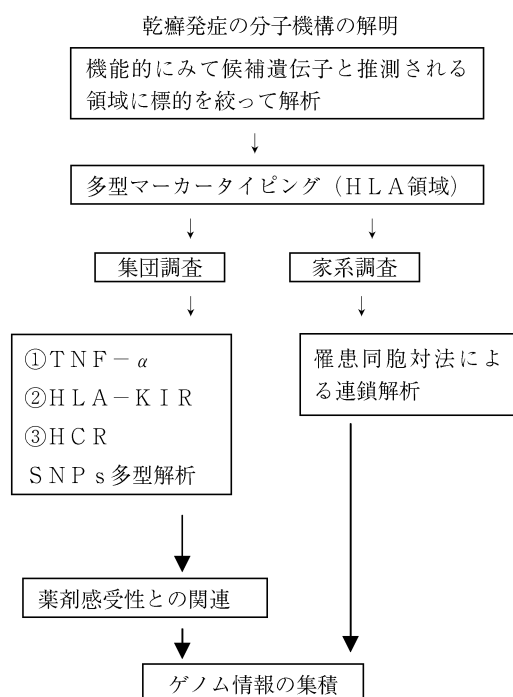 乾癬発症の分子機構の解明
機能的にみて候補遺伝子と推測される
領域に標的を絞って解析
↓
多型マーカータイピング（ＨＬＡ領域）
↓ ↓
集団調査
家系調査
↓ ↓
①ＴＮＦ－α
②ＨＬＡ－ＫＩＲ
③ＨＣＲ
ＳＮＰｓ多型解析
罹患同胞対法によ
る連鎖解析
薬剤感受性との関連
ゲノム情報の集積